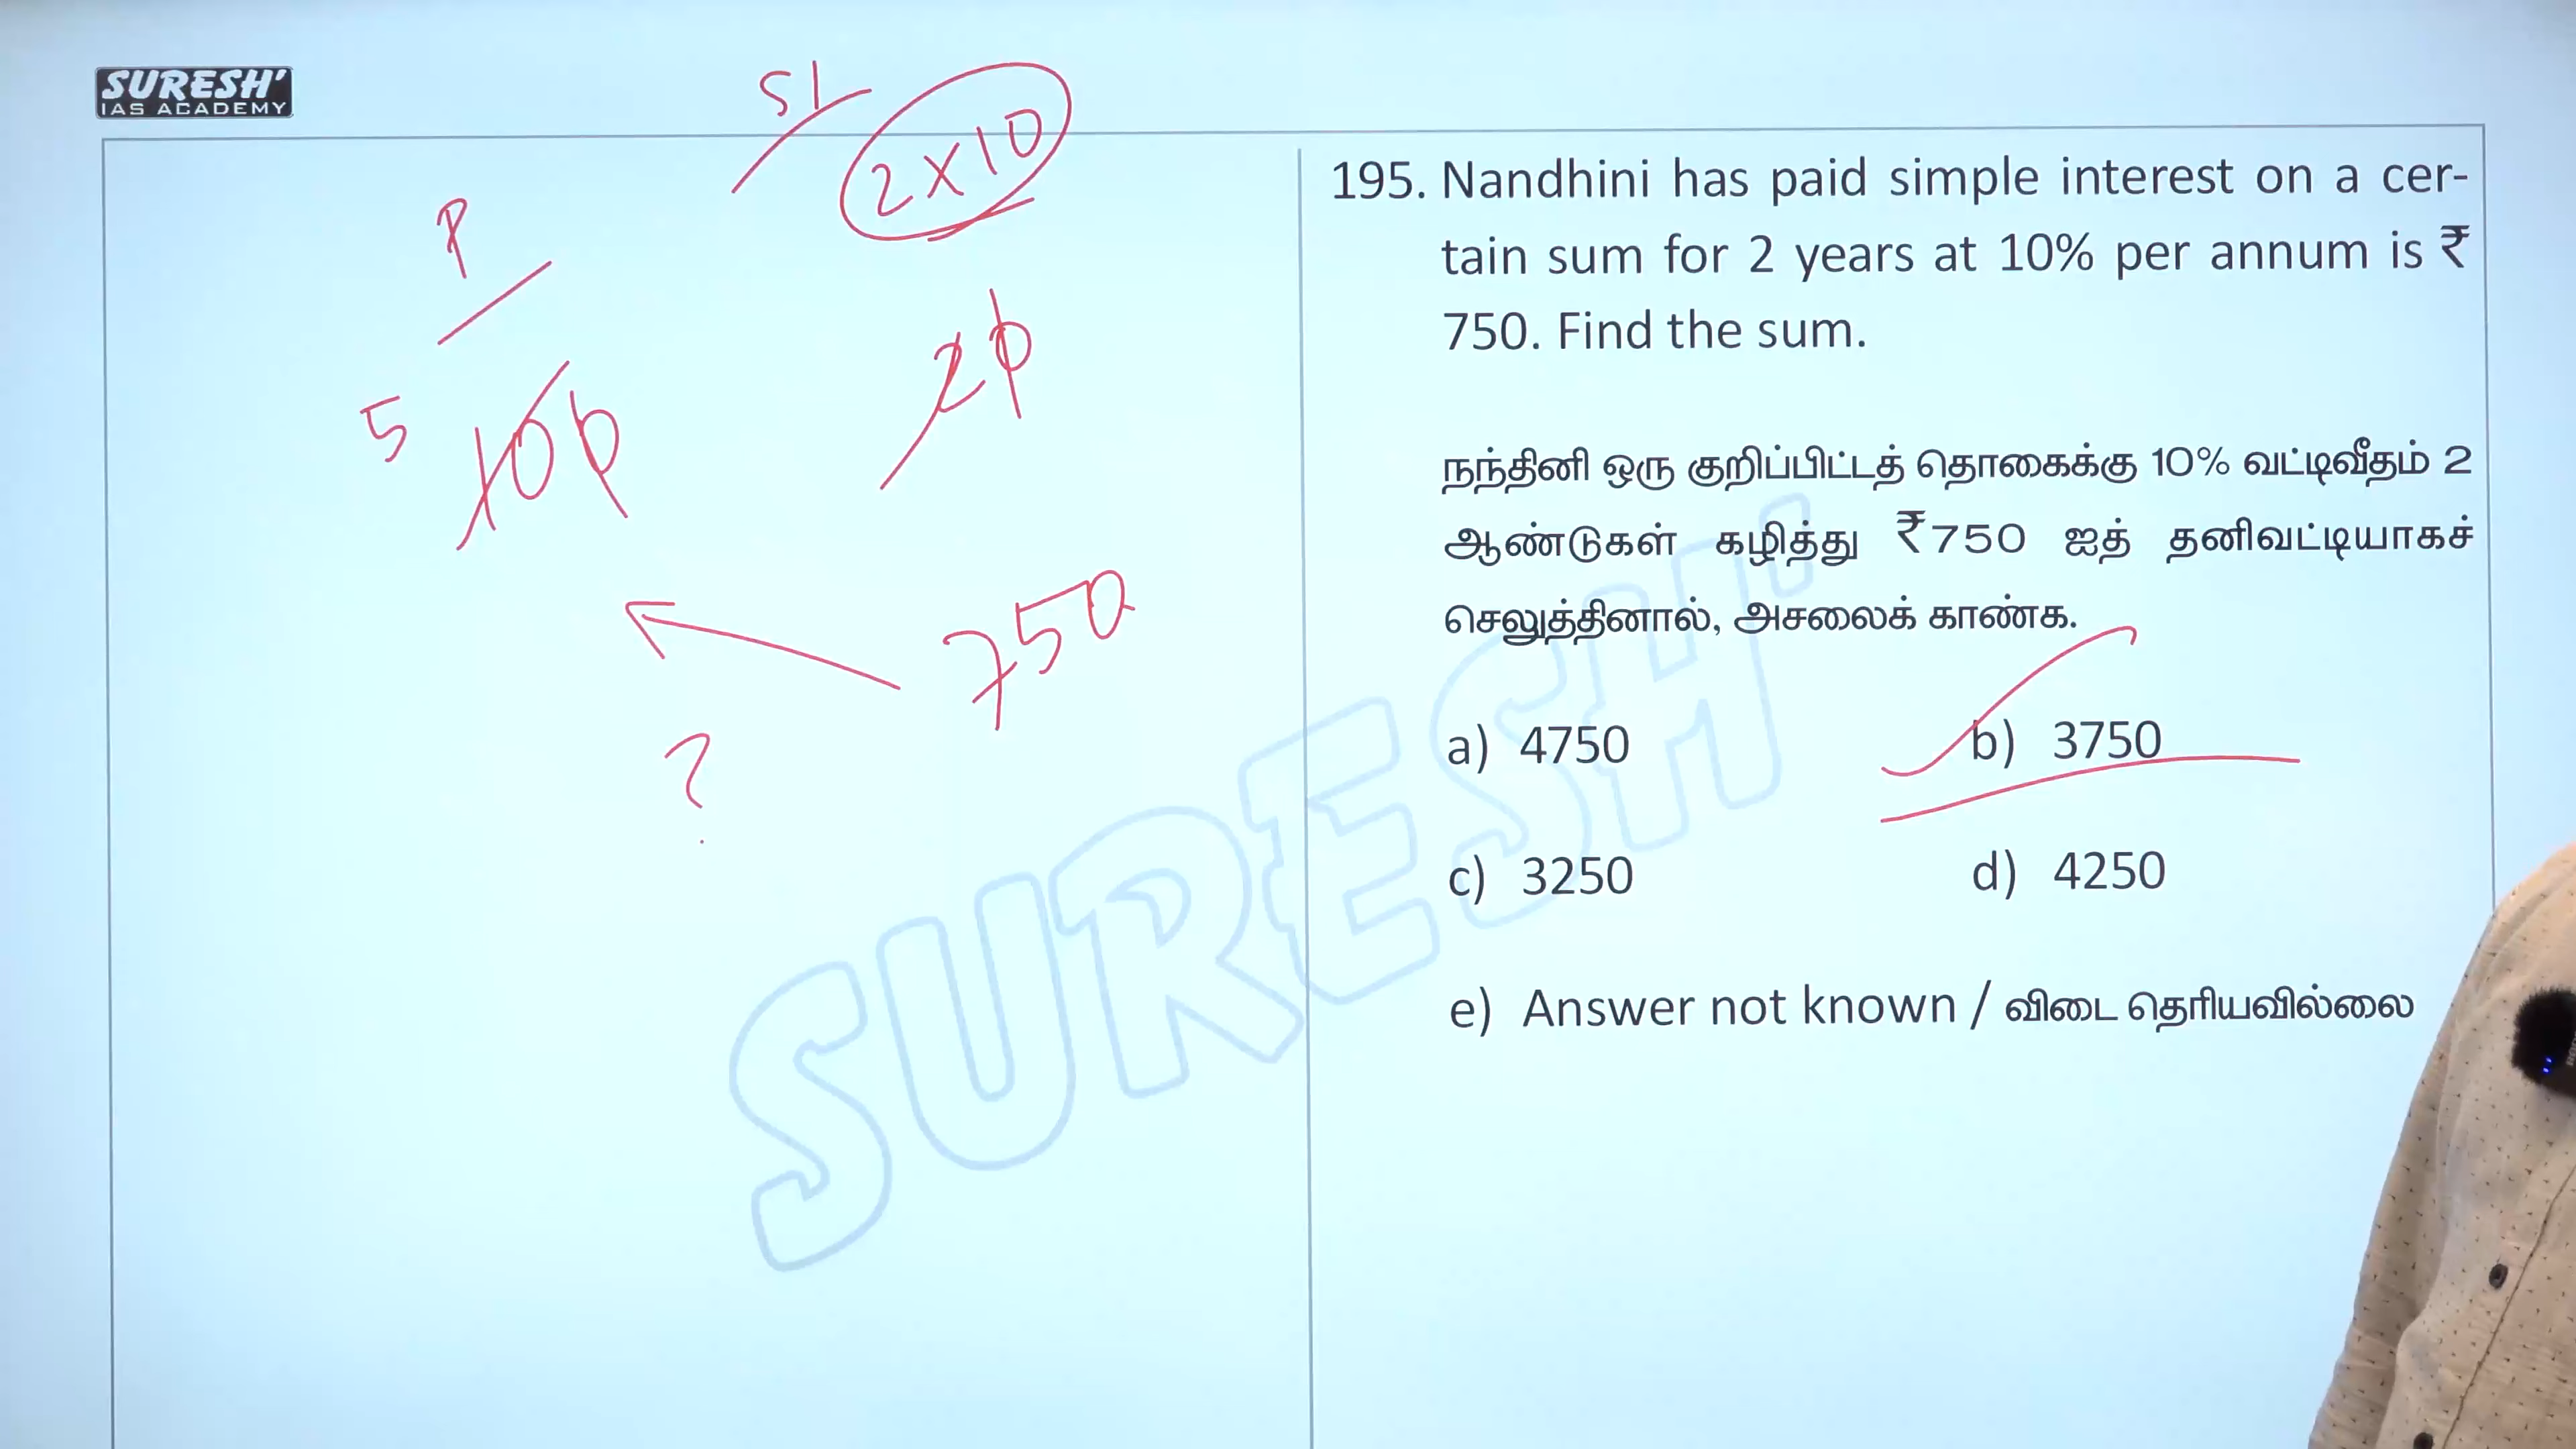 SURESH'
IAS ACADEMY
SI
2 x 10
P
20
5
100
750
?
195. Nandhini has paid simple interest on a cer-
tain sum for 2 years at 10% per annum is ₹
750. Find the sum.
நந்தினி ஒரு குறிப்பிட்டத் தொகைக்கு 10% வட்டிவீதம் 2
ஆண்டுகள் கழித்து ₹750 ஐத் தனிவட்டியாகச்
செலுத்தினால், அசலைக் காண்க.
a) 4750
b) 3750
c) 3250
d) 4250
e) Answer not known / விடை தெரியவில்லை
SURESH'